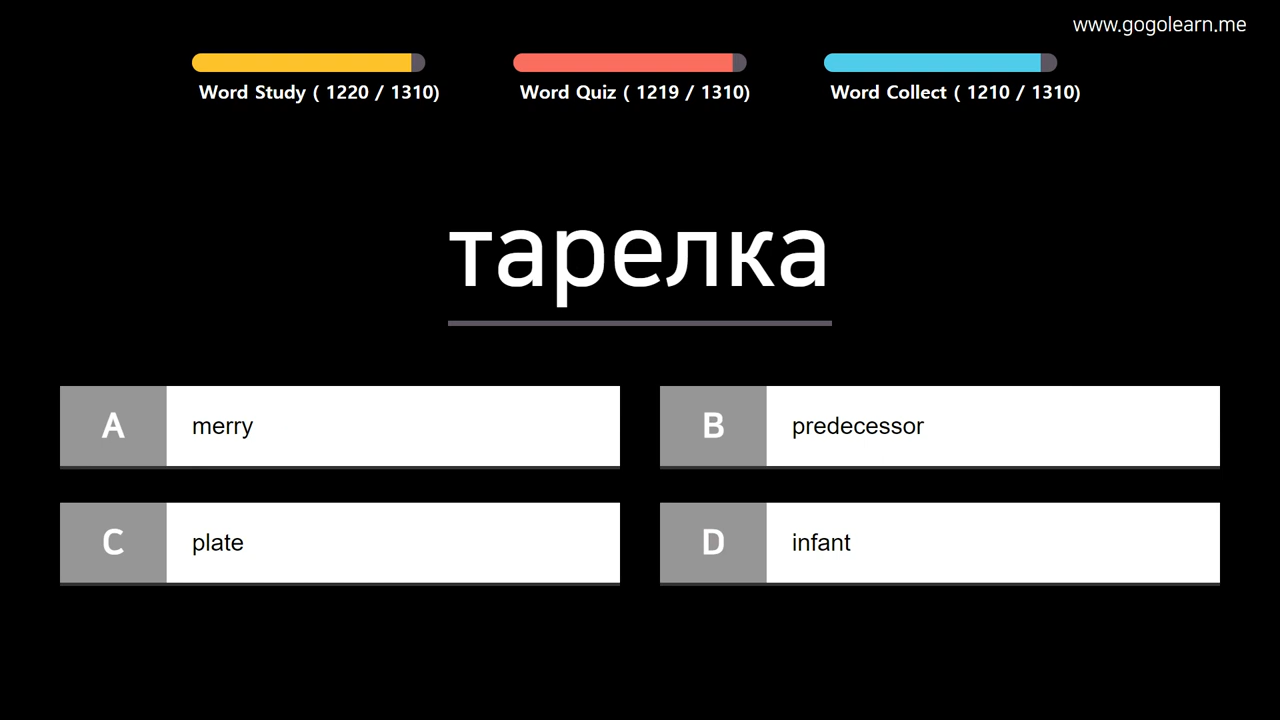 www.gogolearn.me
Word Study ( 1220 / 1310)
Word Quiz ( 1219 / 1310)
Word Collect ( 1210 / 1310)
тарелка
A merry
B predecessor
C plate
D infant